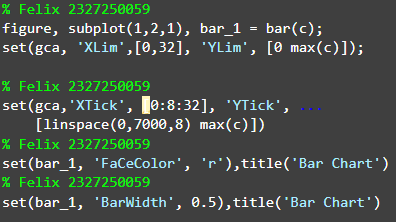 % Felix 2327250059
figure, subplot(1,2,1), bar_1 = bar(c);
set(gca, 'XLim',[0,32], 'YLim', [0 max(c)]);
% Felix 2327250059
set(gca,'XTick', [0:8:32], 'YTick', ...
[linspace(0,7000,8) max(c)])
% Felix 2327250059
set(bar_1, 'FaCeColor', 'r'),title('Bar Chart')
% Felix 2327250059
set(bar_1, 'BarWidth', 0.5),title('Bar Chart')